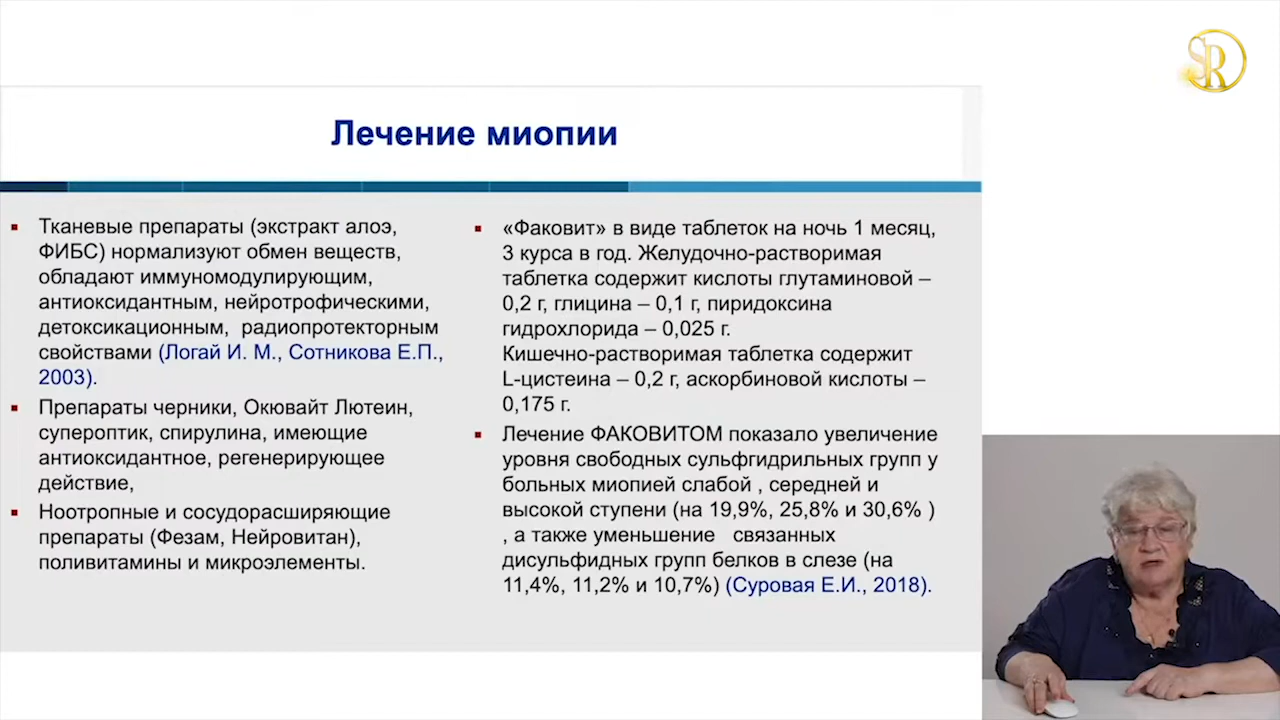 SR
Лечение миопии
Тканевые препараты (экстракт алоэ,
ФИБС) нормализуют обмен веществ,
обладают иммуномодулирующим,
антиоксидантным, нейротрофическими,
детоксикационным, радиопротекторным
свойствами (Логай И. М., Сотникова Е.П.,
2003).
Препараты черники, Окювайт Лютеин,
супероптик, спирулина, имеющие
антиоксидантное, регенерирующее
действие,
Ноотропные и сосудорасширяющие
препараты (Фезам, Нейровитан),
поливитамины и микроэлементы.
«Факовит» в виде таблеток на ночь 1 месяц,
3 курса в год. Желудочно-растворимая
таблетка содержит кислоты глутаминовой –
0,2 г, глицина – 0,1 г, пиридоксина
гидрохлорида – 0,025 г.
Кишечно-растворимая таблетка содержит
L-цистеина – 0,2 г, аскорбиновой кислоты –
0,175 г.
Лечение ФАКОВИТОМ показало увеличение
уровня свободных сульфгидрильных групп у
больных миопией слабой , середней и
высокой ступени (на 19,9%, 25,8% и 30,6% )
, а также уменьшение связанных
дисульфидных групп белков в слезе (на
11,4%, 11,2% и 10,7%) (Суровая Е.И., 2018).